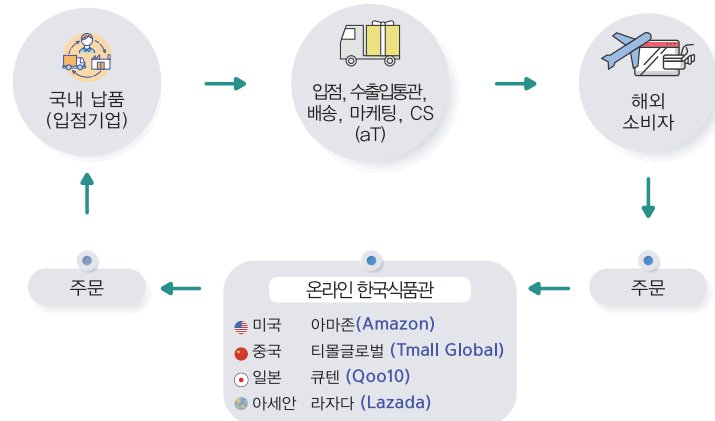 국내 납품
(입점기업)
입점, 수출입통관,
배송, 마케팅, CS
(aT)
해외
소비자
주문
온라인 한국식품관
미국 아마존(Amazon)
중국 티몰글로벌 (Tmall Global)
일본 큐텐 (Qoo10)
아세안 라자다 (Lazada)
주문